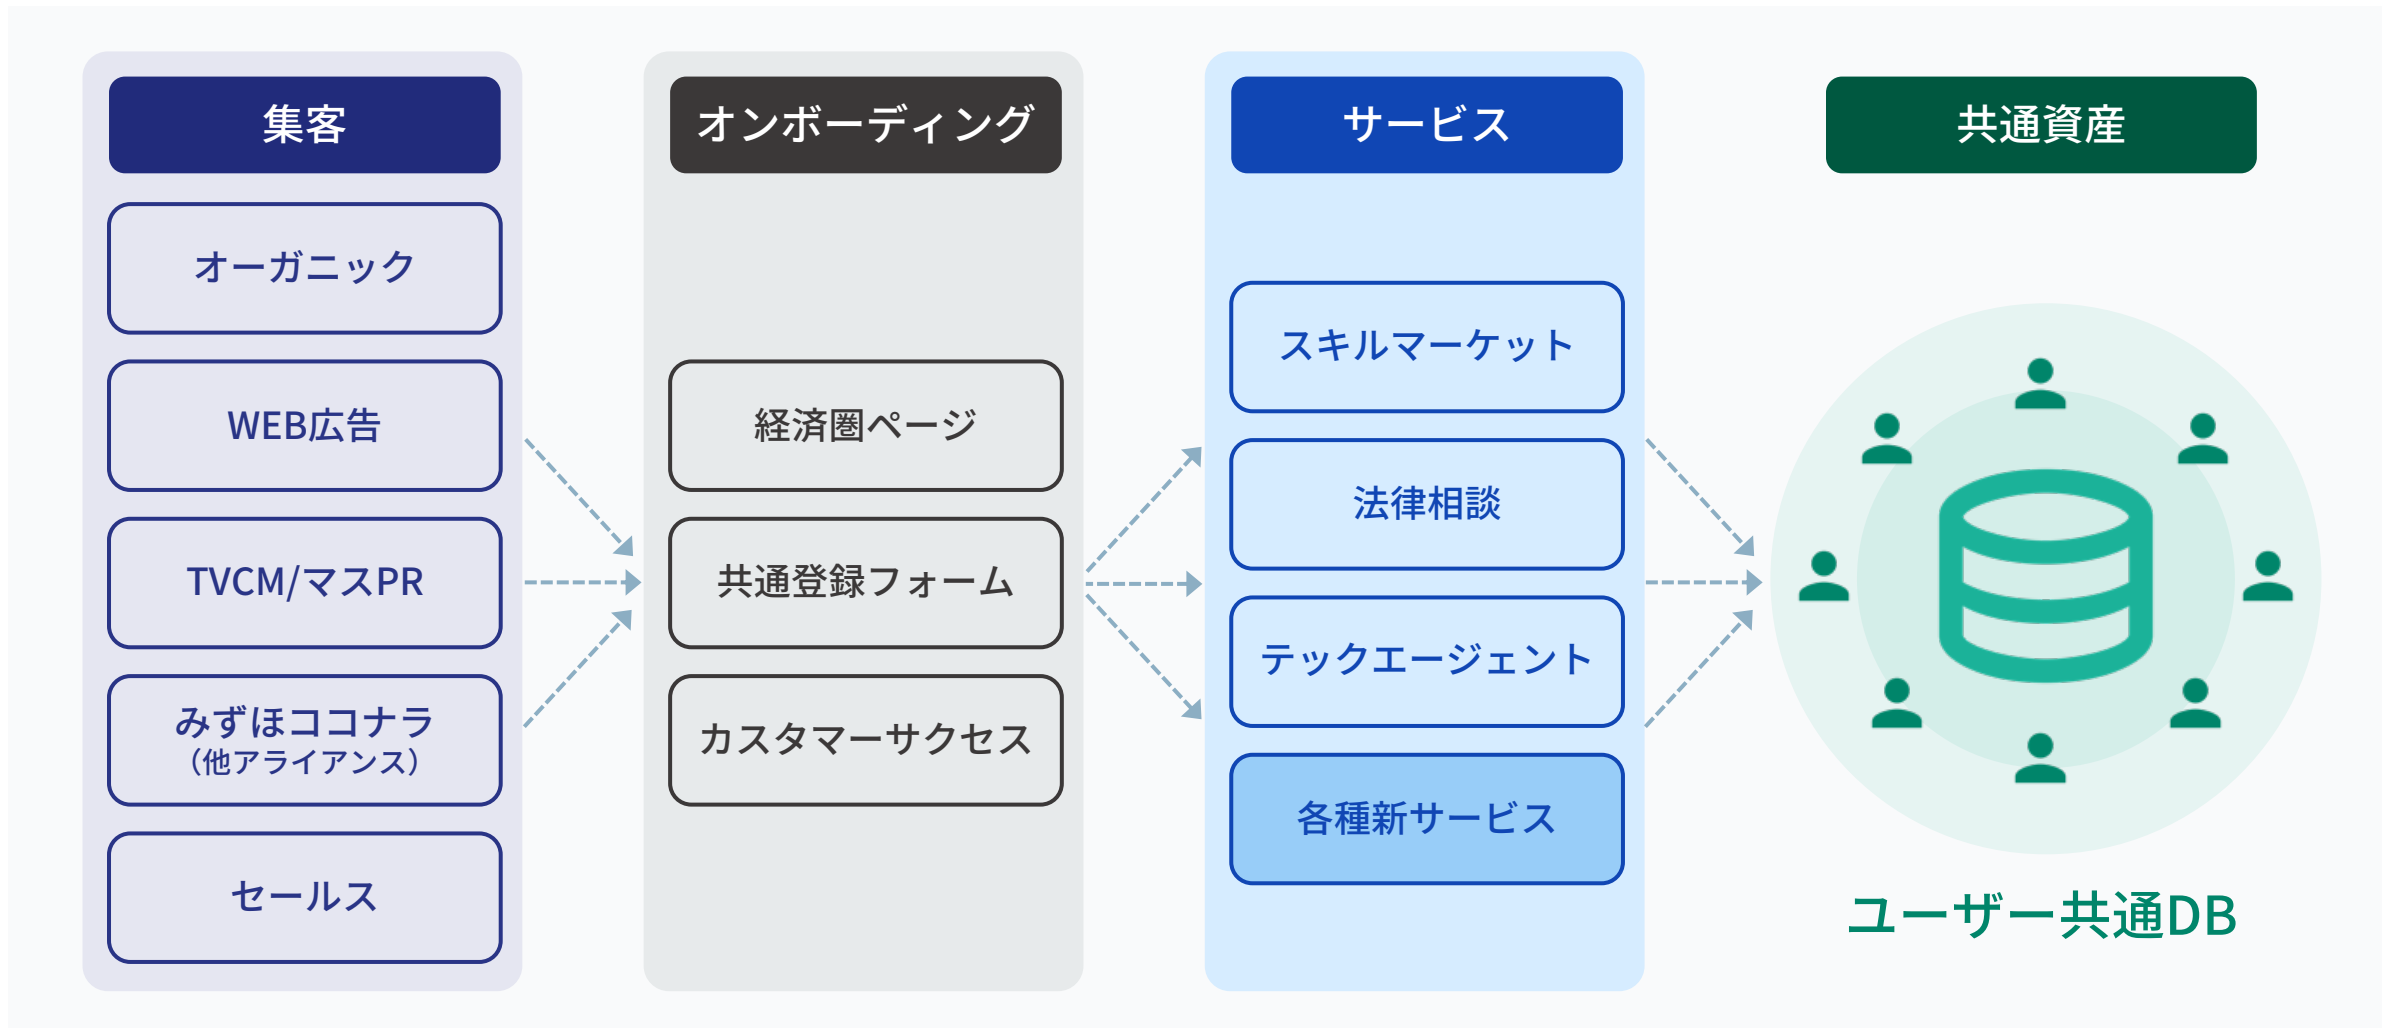 集客
オーガニック
WEB広告
TVCM/マスPR
みずほココナラ
（他アライアンス）
セールス
オンボーディング
経済圏ページ
共通登録フォーム
カスタマーサクセス
サービス
スキルマーケット
法律相談
テックエージェント
各種新サービス
共通資産
ユーザー共通DB